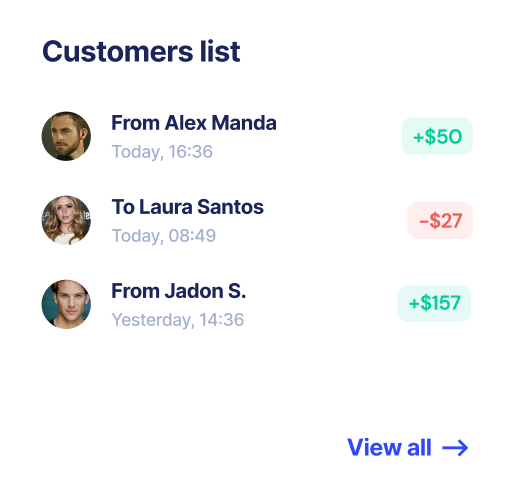 Customers list
From Alex Manda
+$50
Today, 16:36
To Laura Santos
-$27
Today, 08:49
From Jadon S.
+$157
Yesterday, 14:36
View all →